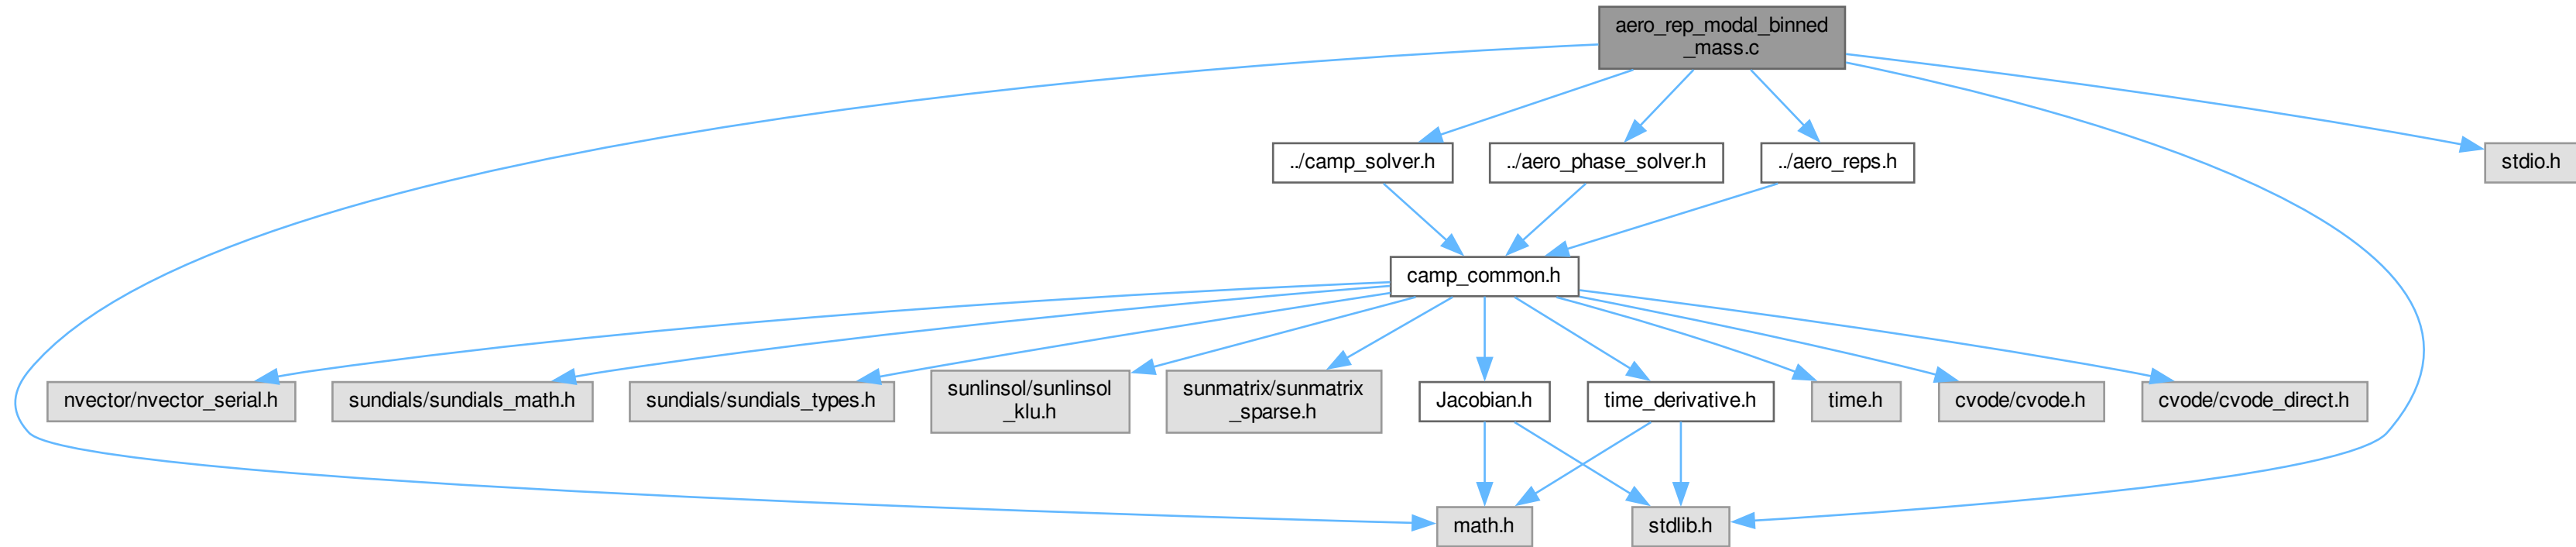 aero_rep_modal_binned
_mass.c
../camp_solver.h
../aero_phase_solver.h
../aero_reps.h
stdio.h
camp_common.h
nvector/nvector_serial.h
sundials/sundials_math.h
sundials/sundials_types.h
sunlinsol/sunlinsol
_klu.h
sunmatrix/sunmatrix
_sparse.h
Jacobian.h
time_derivative.h
time.h
cvode/cvode.h
cvode/cvode_direct.h
math.h
stdlib.h